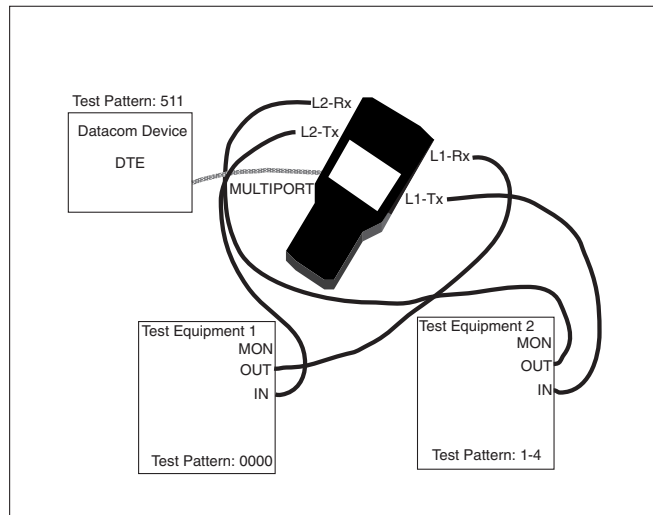 Test Pattern: 511
Datacom Device
DTE
L2-Rx
L2-Tx
MULTIPORT
L1-Rx
L1-Tx
Test Equipment 1
MON
OUT
IN
Test Pattern: 0000
Test Equipment 2
MON
OUT
IN
Test Pattern: 1-4